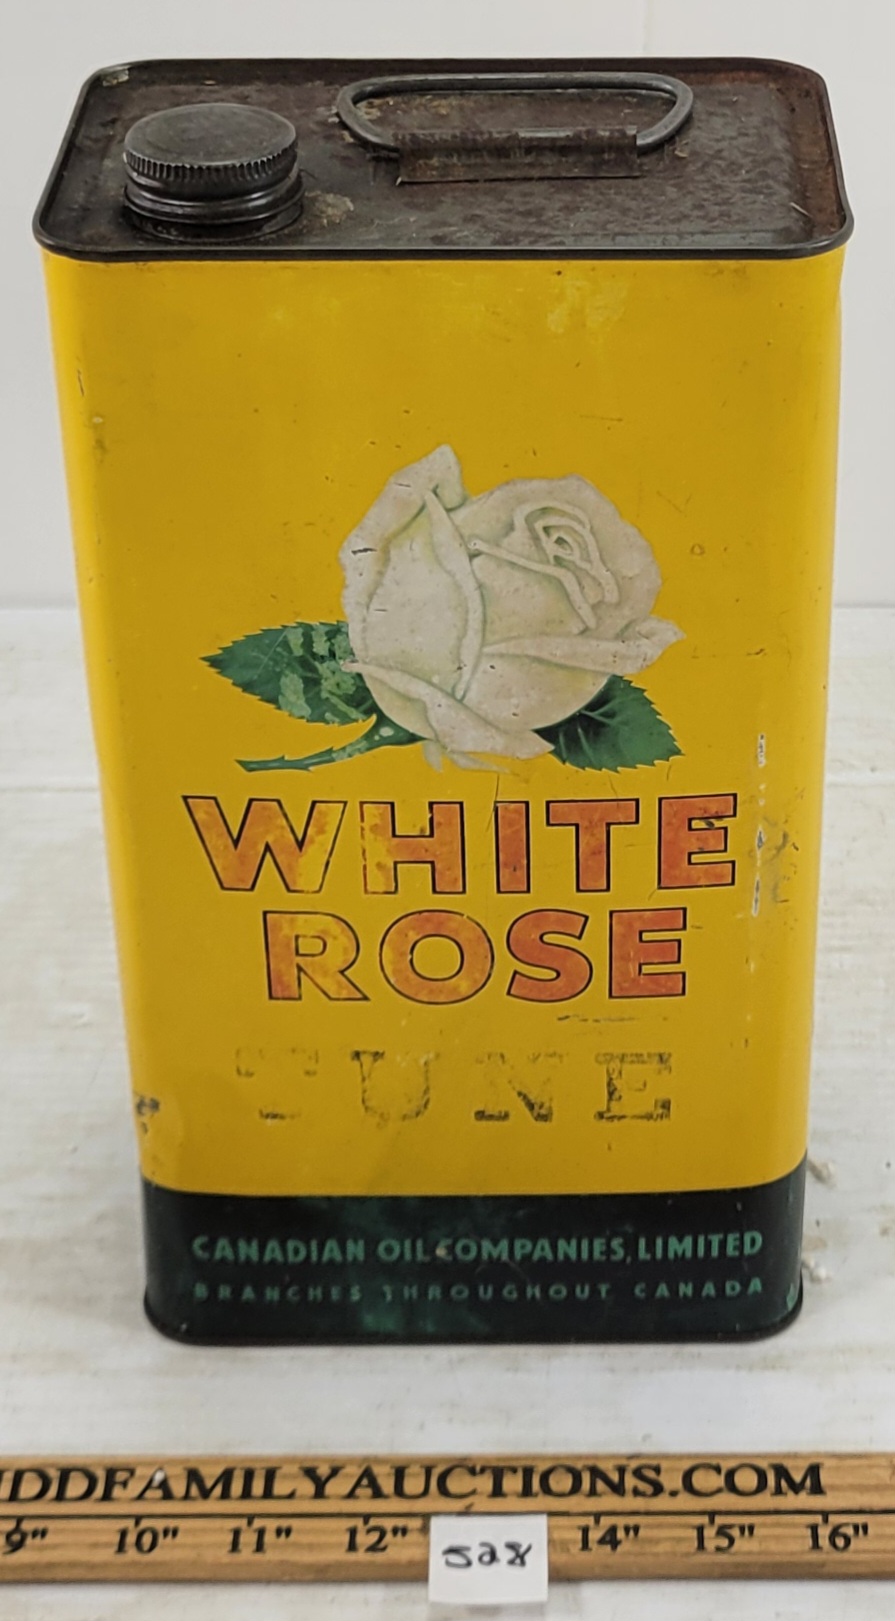 WHITE
ROSE
TUNE
CANADIAN OIL COMPANIES, LIMITED
BRANCHES THROUGHOUT CANADA
DDFAMILYAUCTIONS.COM
9" 10" 11" 12" 14" 15" 16"
528